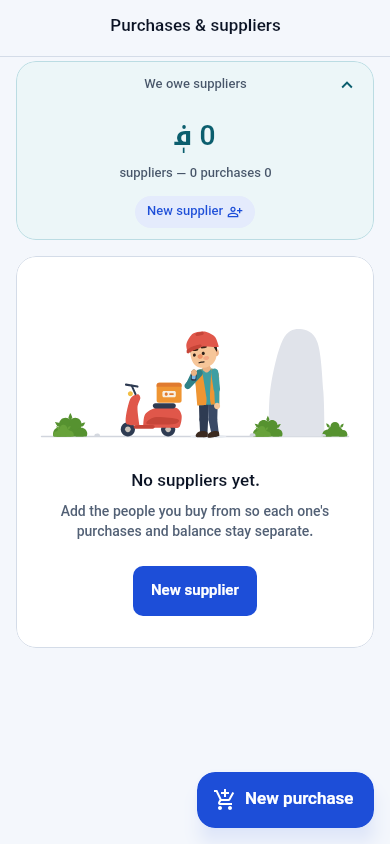 Purchases & suppliers
We owe suppliers
0 ؋
suppliers — 0 purchases 0
New supplier
No suppliers yet.
Add the people you buy from so each one's
purchases and balance stay separate.
New supplier
New purchase